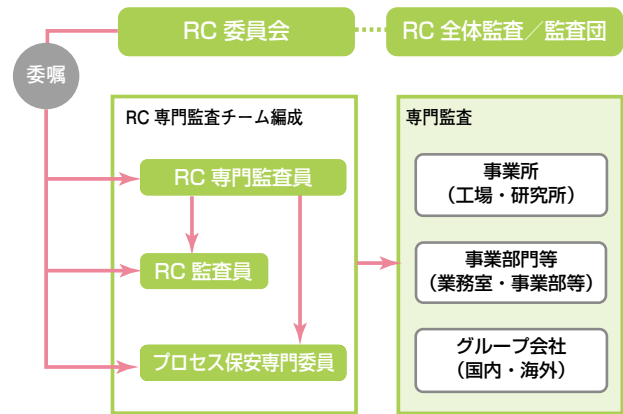 RC 委員会
RC 全体監査／監査団
委嘱
RC 専門監査チーム編成
RC 専門監査員
RC 監査員
プロセス保安専門委員
専門監査
事業所
（工場・研究所）
事業部門等
（業務室・事業部等）
グループ会社
（国内・海外）